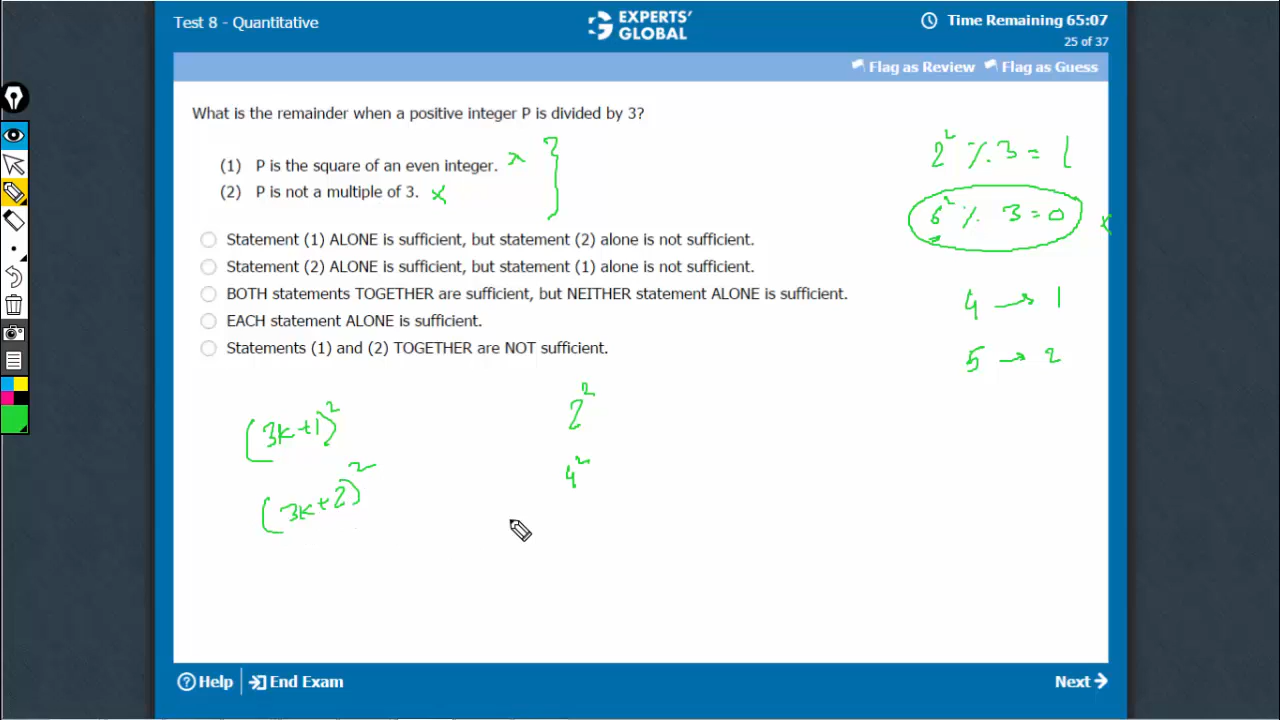 Test 8 - Quantitative
EXPERTS'
GLOBAL
Time Remaining 65:07
25 of 37
Flag as Review
Flag as Guess
What is the remainder when a positive integer P is divided by 3?
(1) P is the square of an even integer. x
(2) P is not a multiple of 3. x
2² % 3 = 1
6² % 3 = 0 x
4 → 1
5 → 2
Statement (1) ALONE is sufficient, but statement (2) alone is not sufficient.
Statement (2) ALONE is sufficient, but statement (1) alone is not sufficient.
BOTH statements TOGETHER are sufficient, but NEITHER statement ALONE is sufficient.
EACH statement ALONE is sufficient.
Statements (1) and (2) TOGETHER are NOT sufficient.
(3k+1)²
(3k+2)²
2²
4²
Help
End Exam
Next